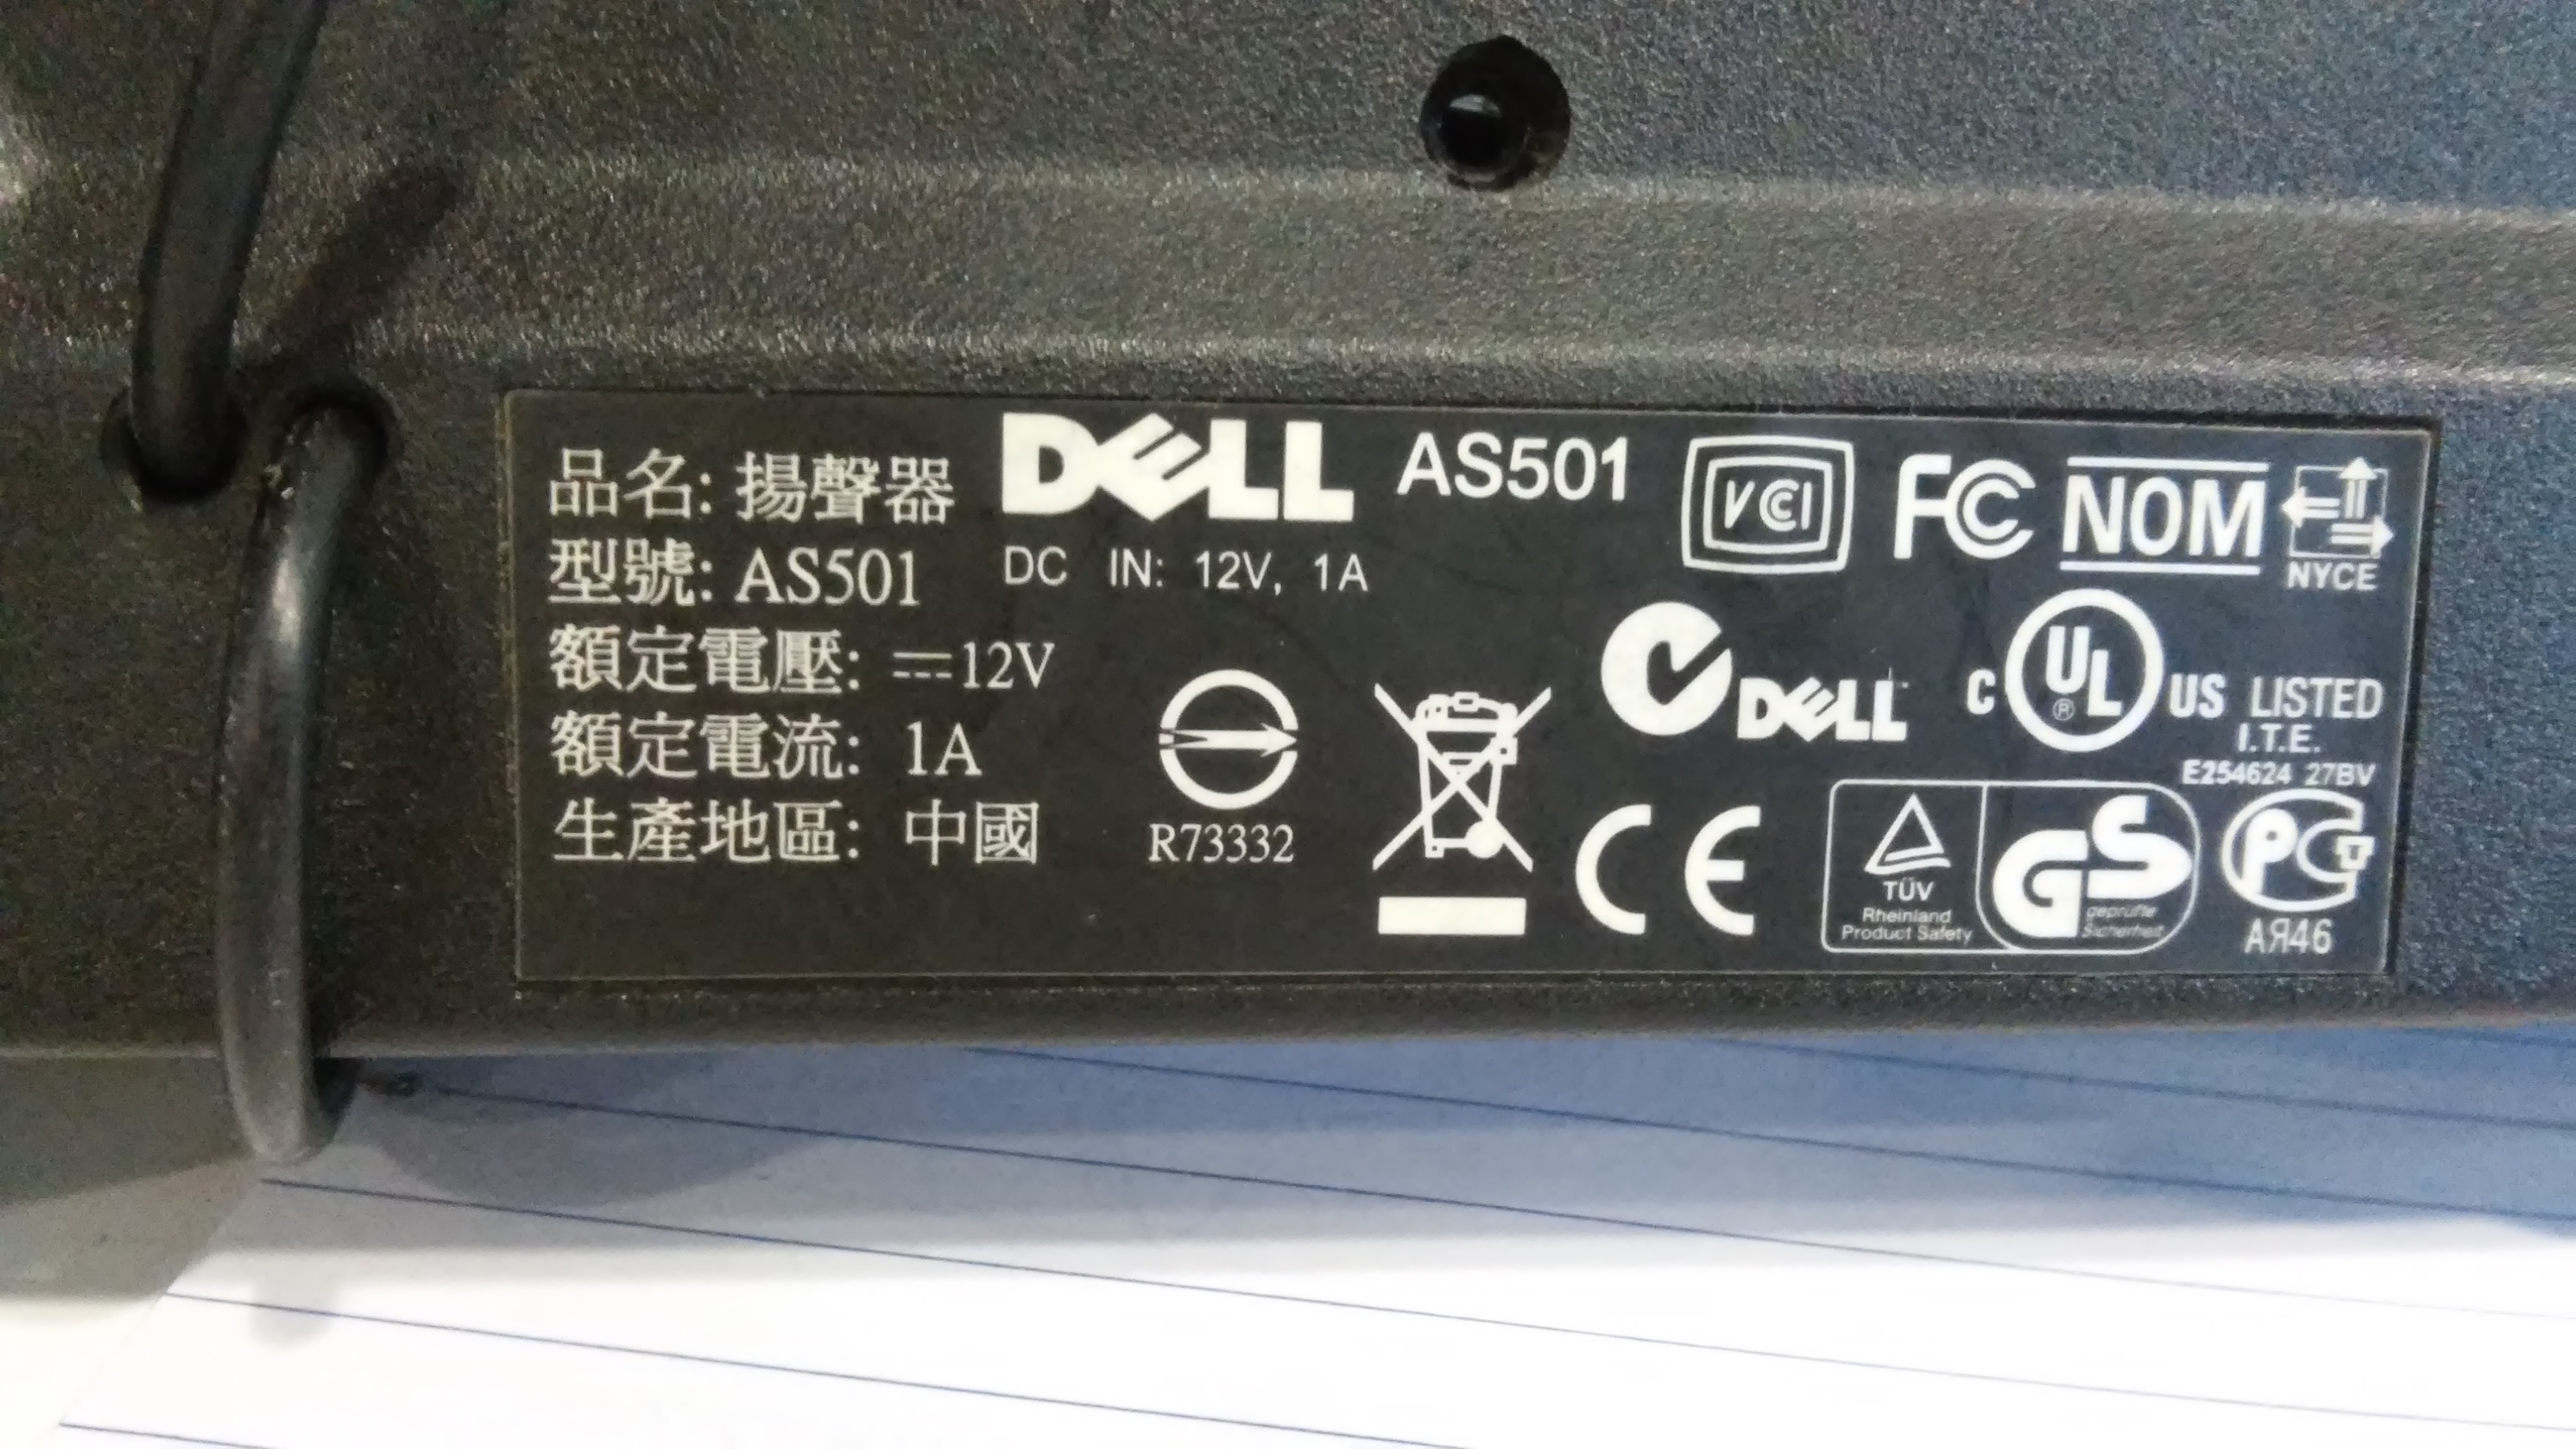 品名: 揚聲器
型號: AS501
額定電壓: ⎓12V
額定電流: 1A
生產地區: 中國
DELL AS501
DC IN: 12V, 1A
R73332
VCCI
FC
NOM
NYCE
DELL
C UL ® US LISTED
I.T.E.
E254624 27BV
CE
TÜV
Rheinland
Product Safety
GS
geprüfte
Sicherheit
PC
АЯ46